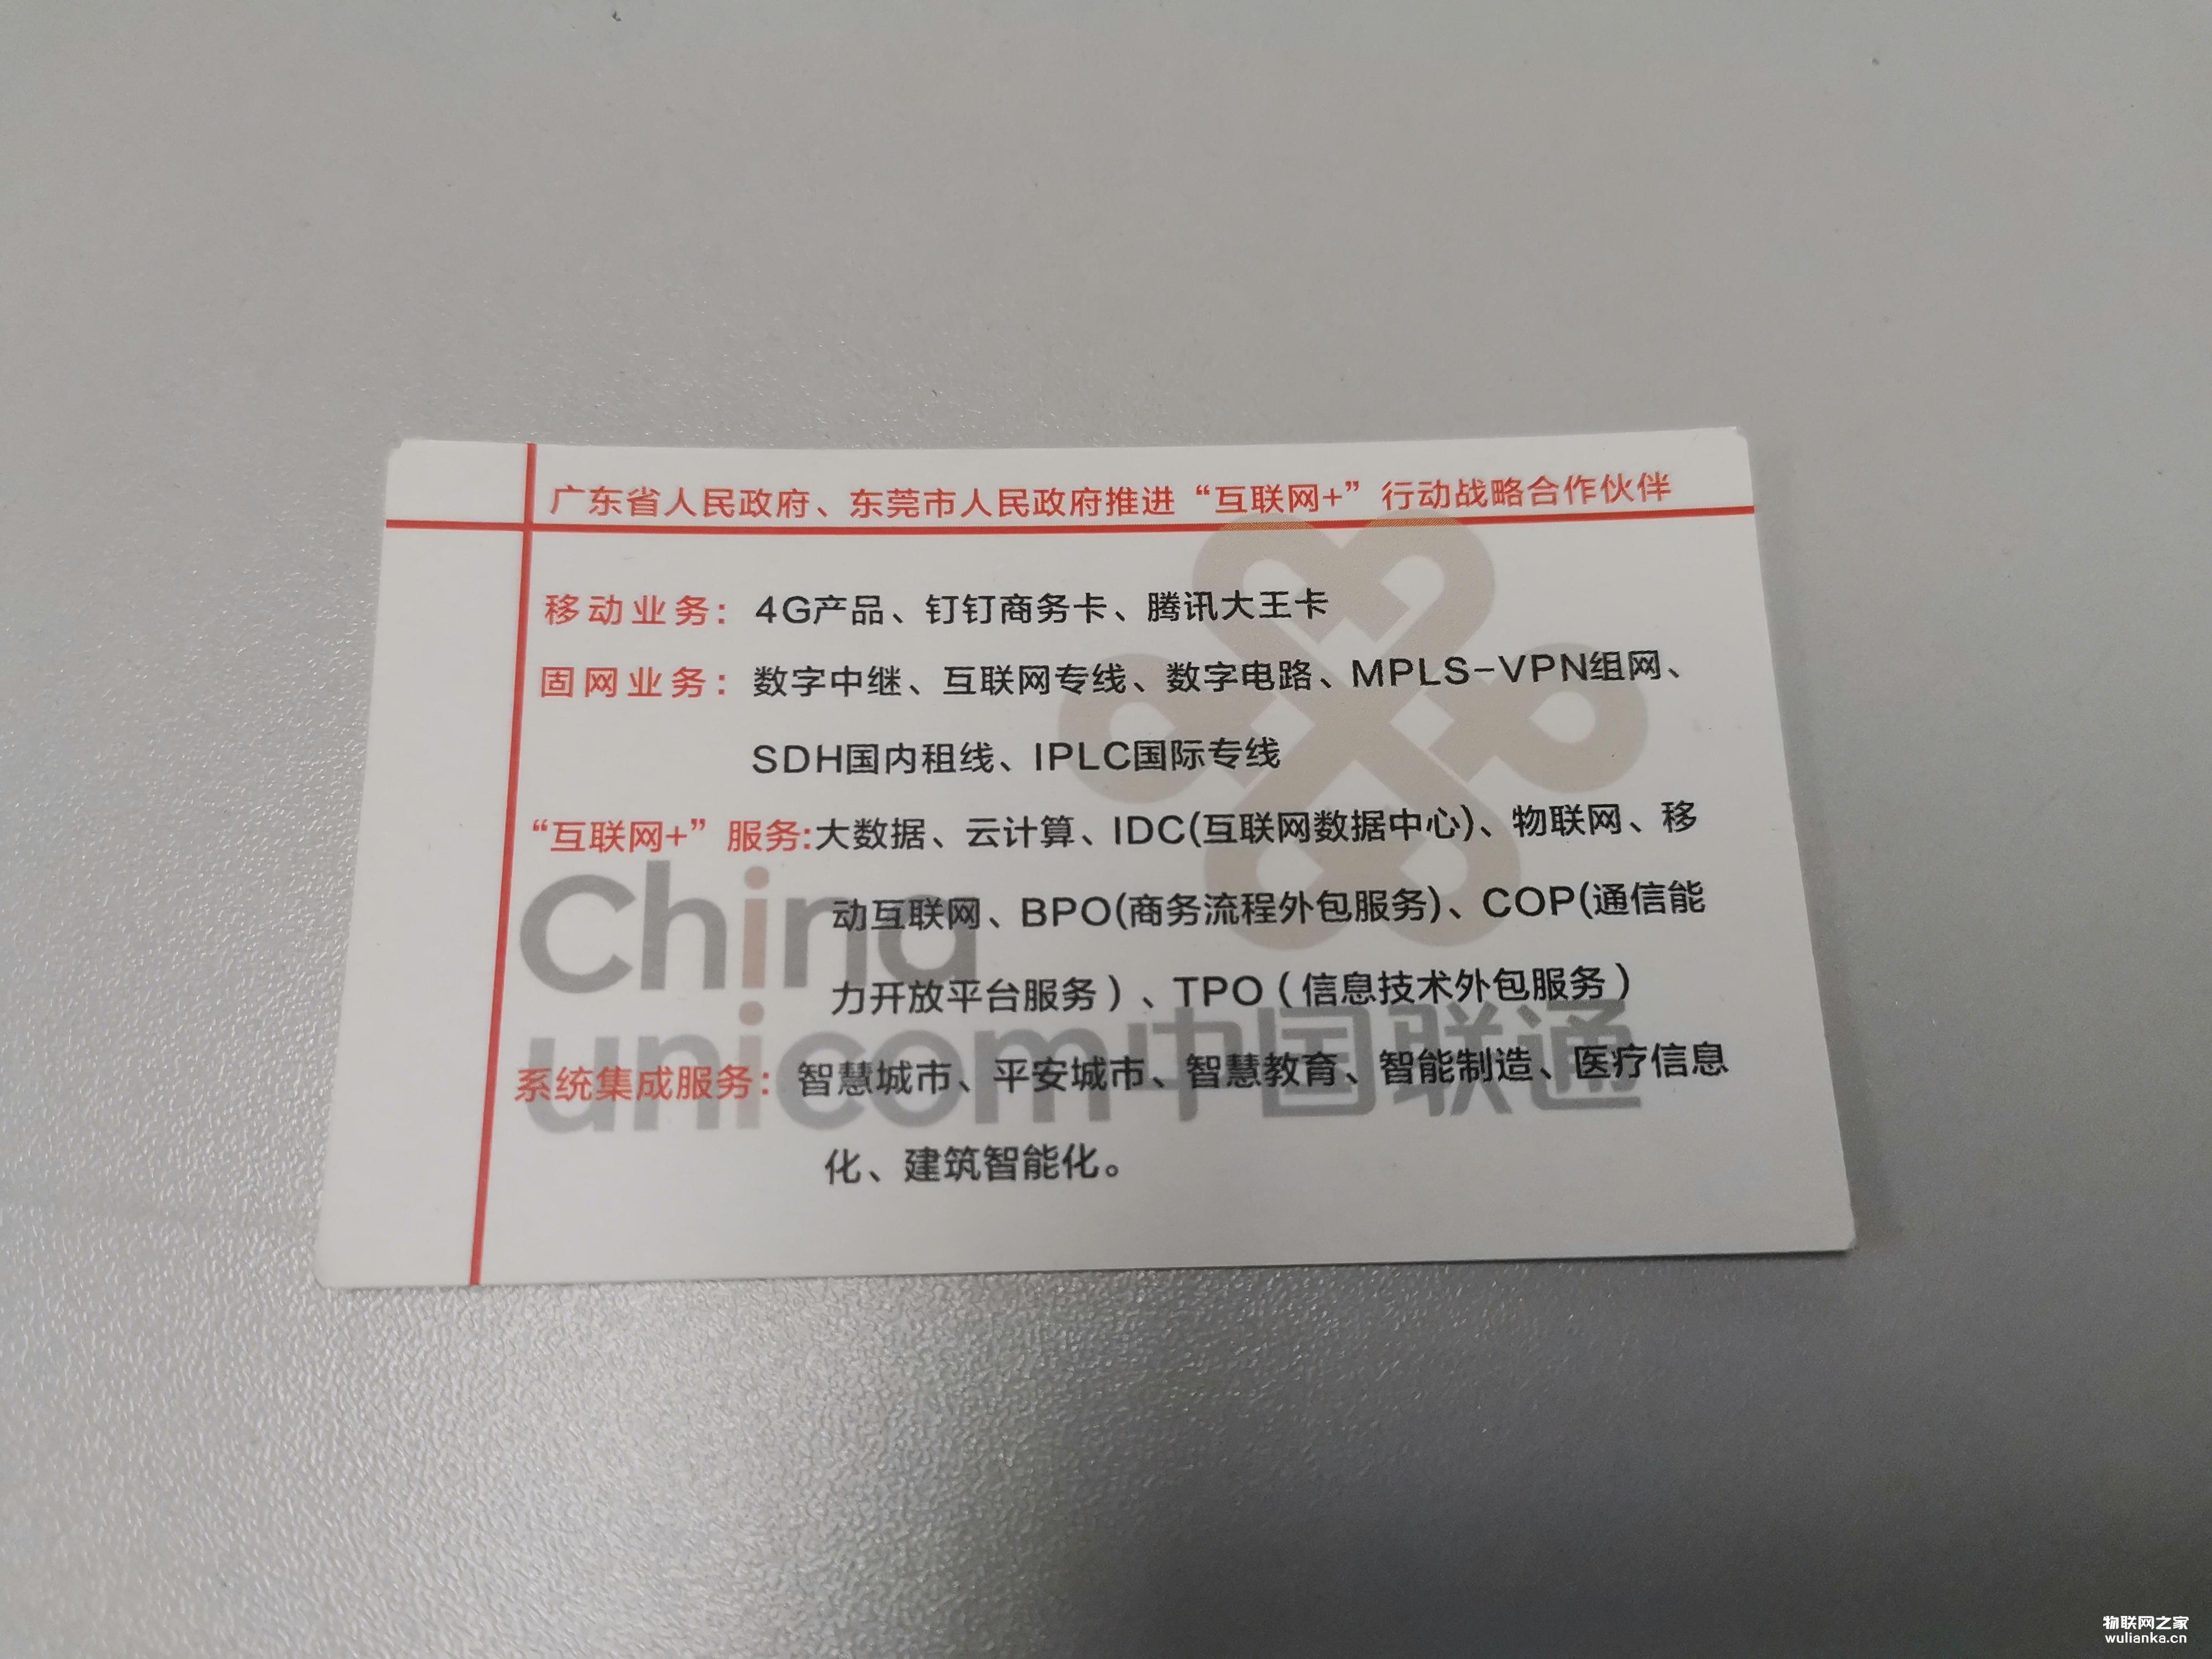 广东省人民政府、东莞市人民政府推进“互联网+”行动战略合作伙伴
移动业务：4G产品、钉钉商务卡、腾讯大王卡
固网业务：数字中继、互联网专线、数字电路、MPLS-VPN组网、
SDH国内租线、IPLC国际专线
“互联网+”服务:大数据、云计算、IDC(互联网数据中心)、物联网、移
动互联网、BPO(商务流程外包服务)、COP(通信能
力开放平台服务）、TPO（信息技术外包服务）
系统集成服务：智慧城市、平安城市、智慧教育、智能制造、医疗信息
化、建筑智能化。
China
unicom中国联通
物联网之家
wulianka.cn